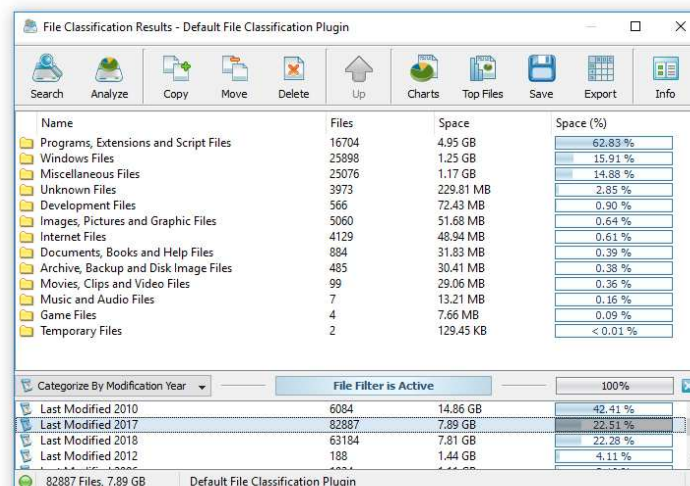 File Classification Results - Default File Classification Plugin
Search Analyze Copy Move Delete Up Charts Top Files Save Export Info
Name Files Space Space (%)
Programs, Extensions and Script Files 16704 4.95 GB 62.83 %
Windows Files 25898 1.25 GB 15.91 %
Miscellaneous Files 25076 1.17 GB 14.88 %
Unknown Files 3973 229.81 MB 2.85 %
Development Files 566 72.43 MB 0.90 %
Images, Pictures and Graphic Files 5060 51.68 MB 0.64 %
Internet Files 4129 48.94 MB 0.61 %
Documents, Books and Help Files 884 31.83 MB 0.39 %
Archive, Backup and Disk Image Files 485 30.41 MB 0.38 %
Movies, Clips and Video Files 99 29.06 MB 0.36 %
Music and Audio Files 7 13.21 MB 0.16 %
Game Files 4 7.66 MB 0.09 %
Temporary Files 2 129.45 KB < 0.01 %
Categorize By Modification Year File Filter is Active 100%
Last Modified 2010 6084 14.86 GB 42.41 %
Last Modified 2017 82887 7.89 GB 22.51 %
Last Modified 2018 63184 7.81 GB 22.28 %
Last Modified 2012 188 1.44 GB 4.11 %
82887 Files, 7.89 GB Default File Classification Plugin